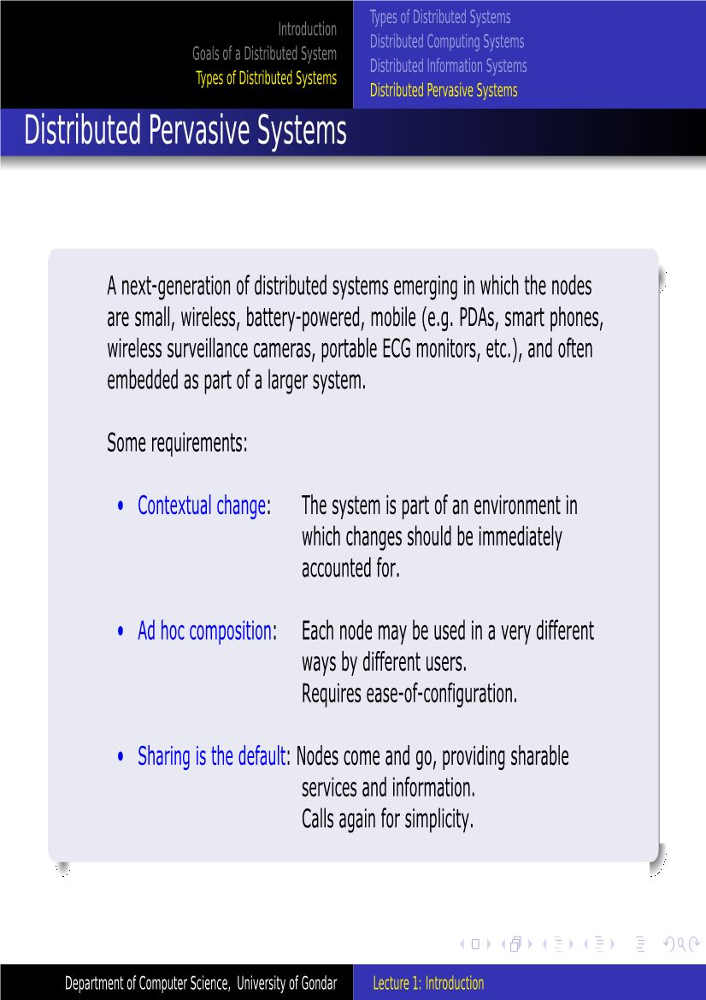 Introduction
Goals of a Distributed System
Types of Distributed Systems
Types of Distributed Systems
Distributed Computing Systems
Distributed Information Systems
Distributed Pervasive Systems
Distributed Pervasive Systems
A next-generation of distributed systems emerging in which the nodes
are small, wireless, battery-powered, mobile (e.g. PDAs, smart phones,
wireless surveillance cameras, portable ECG monitors, etc.), and often
embedded as part of a larger system.
Some requirements:
• Contextual change: The system is part of an environment in
which changes should be immediately
accounted for.
• Ad hoc composition: Each node may be used in a very different
ways by different users.
Requires ease-of-configuration.
• Sharing is the default: Nodes come and go, providing sharable
services and information.
Calls again for simplicity.
Department of Computer Science, University of Gondar
Lecture 1: Introduction